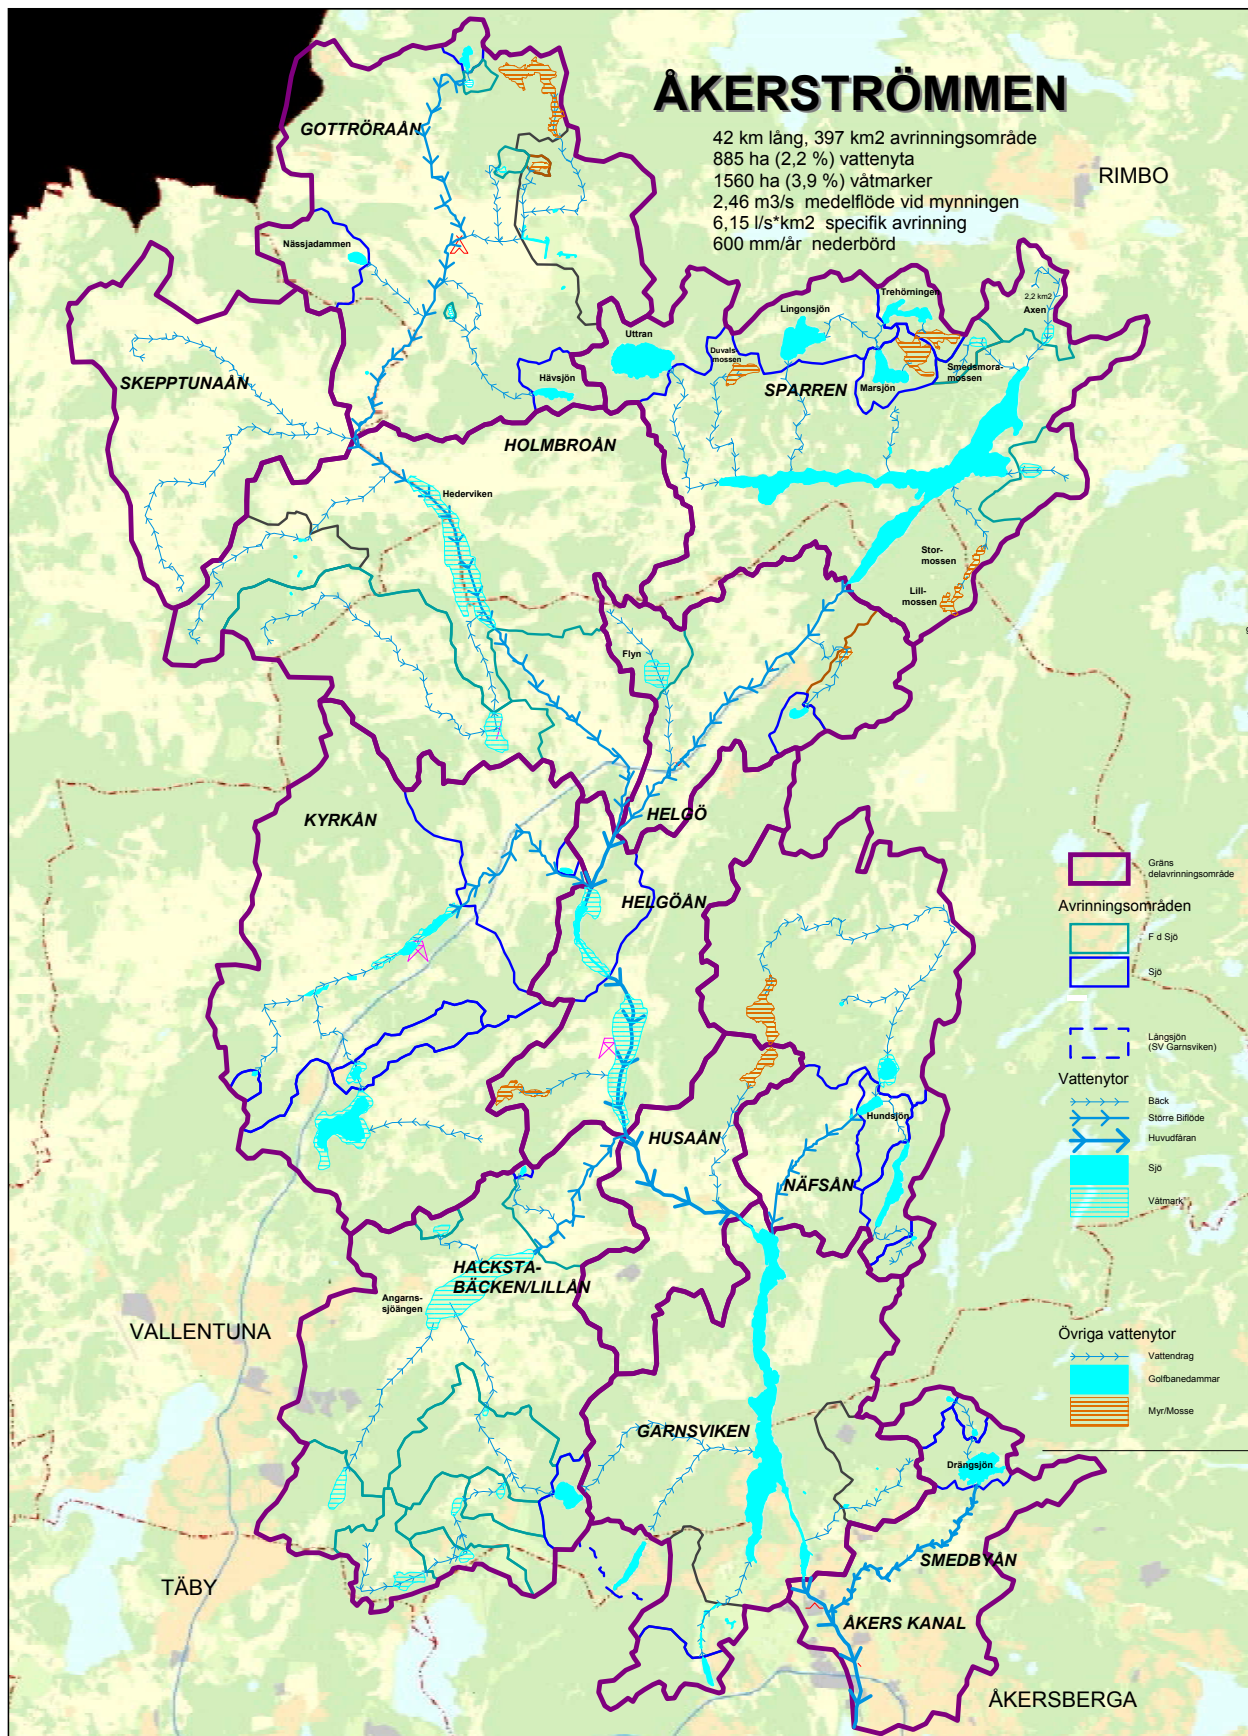 ÅKERSTRÖMMEN
42 km lång, 397 km2 avrinningsområde
885 ha (2,2 %) vattenyta
1560 ha (3,9 %) våtmarker
2,46 m3/s medelflöde vid mynningen
6,15 l/s*km2 specifik avrinning
600 mm/år nederbörd
RIMBO
GOTTRÖRAÅN
Nässjadammen
Trehörningen
2,2 km2
Axen
Lingonsjön
Uttran
Duvals-
mossen
Smedsmora-
mossen
SKEPPTUNAÅN
Hävsjön
SPARREN
Marsjön
HOLMBROÅN
Hederviken
Stor-
mossen
Lill-
mossen
Flyn
KYRKÅN
HELGÖ
HELGÖÅN
Gräns
delavrinningsområde
Avrinningsområden
F d Sjö
Sjö
Långsjön
(SV Garnsviken)
Vattenytor
Bäck
Större Biflöde
Huvudfåran
Sjö
Våtmark
Hundsjön
HUSAÅN
NÄFSÅN
HACKSTA-
BÄCKEN/LILLÅN
Angarns-
sjöängen
VALLENTUNA
Övriga vattenytor
Vattendrag
Golfbanedammar
Myr/Mosse
GARNSVIKEN
Drängsjön
SMEDBYÅN
TÄBY
ÅKERS KANAL
ÅKERSBERGA